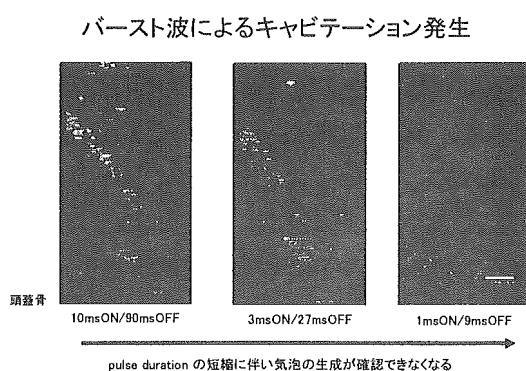 バースト波によるキャビテーション発生
頭蓋骨
10msON/90msOFF
3msON/27msOFF
1msON/9msOFF
pulse duration の短縮に伴い気泡の生成が確認できなくなる